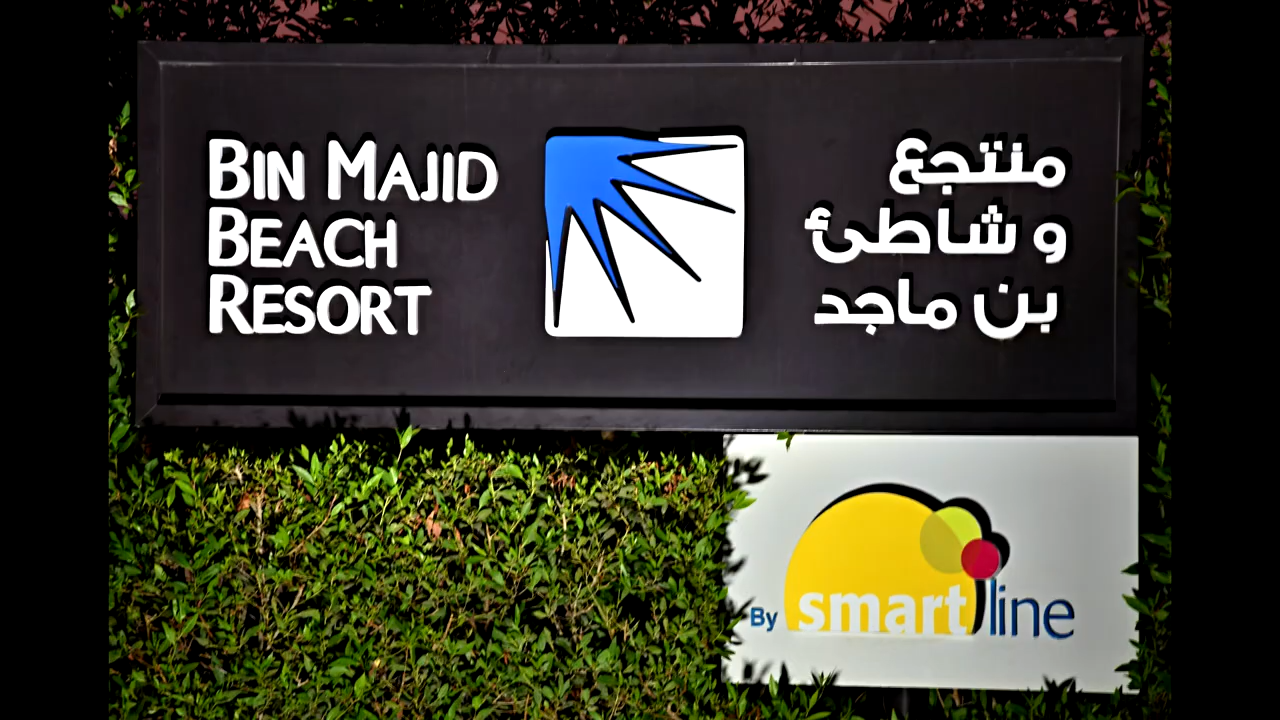 BIN MAJID
BEACH
RESORT
منتجع
و شاطئ
بن ماجد
By smartline